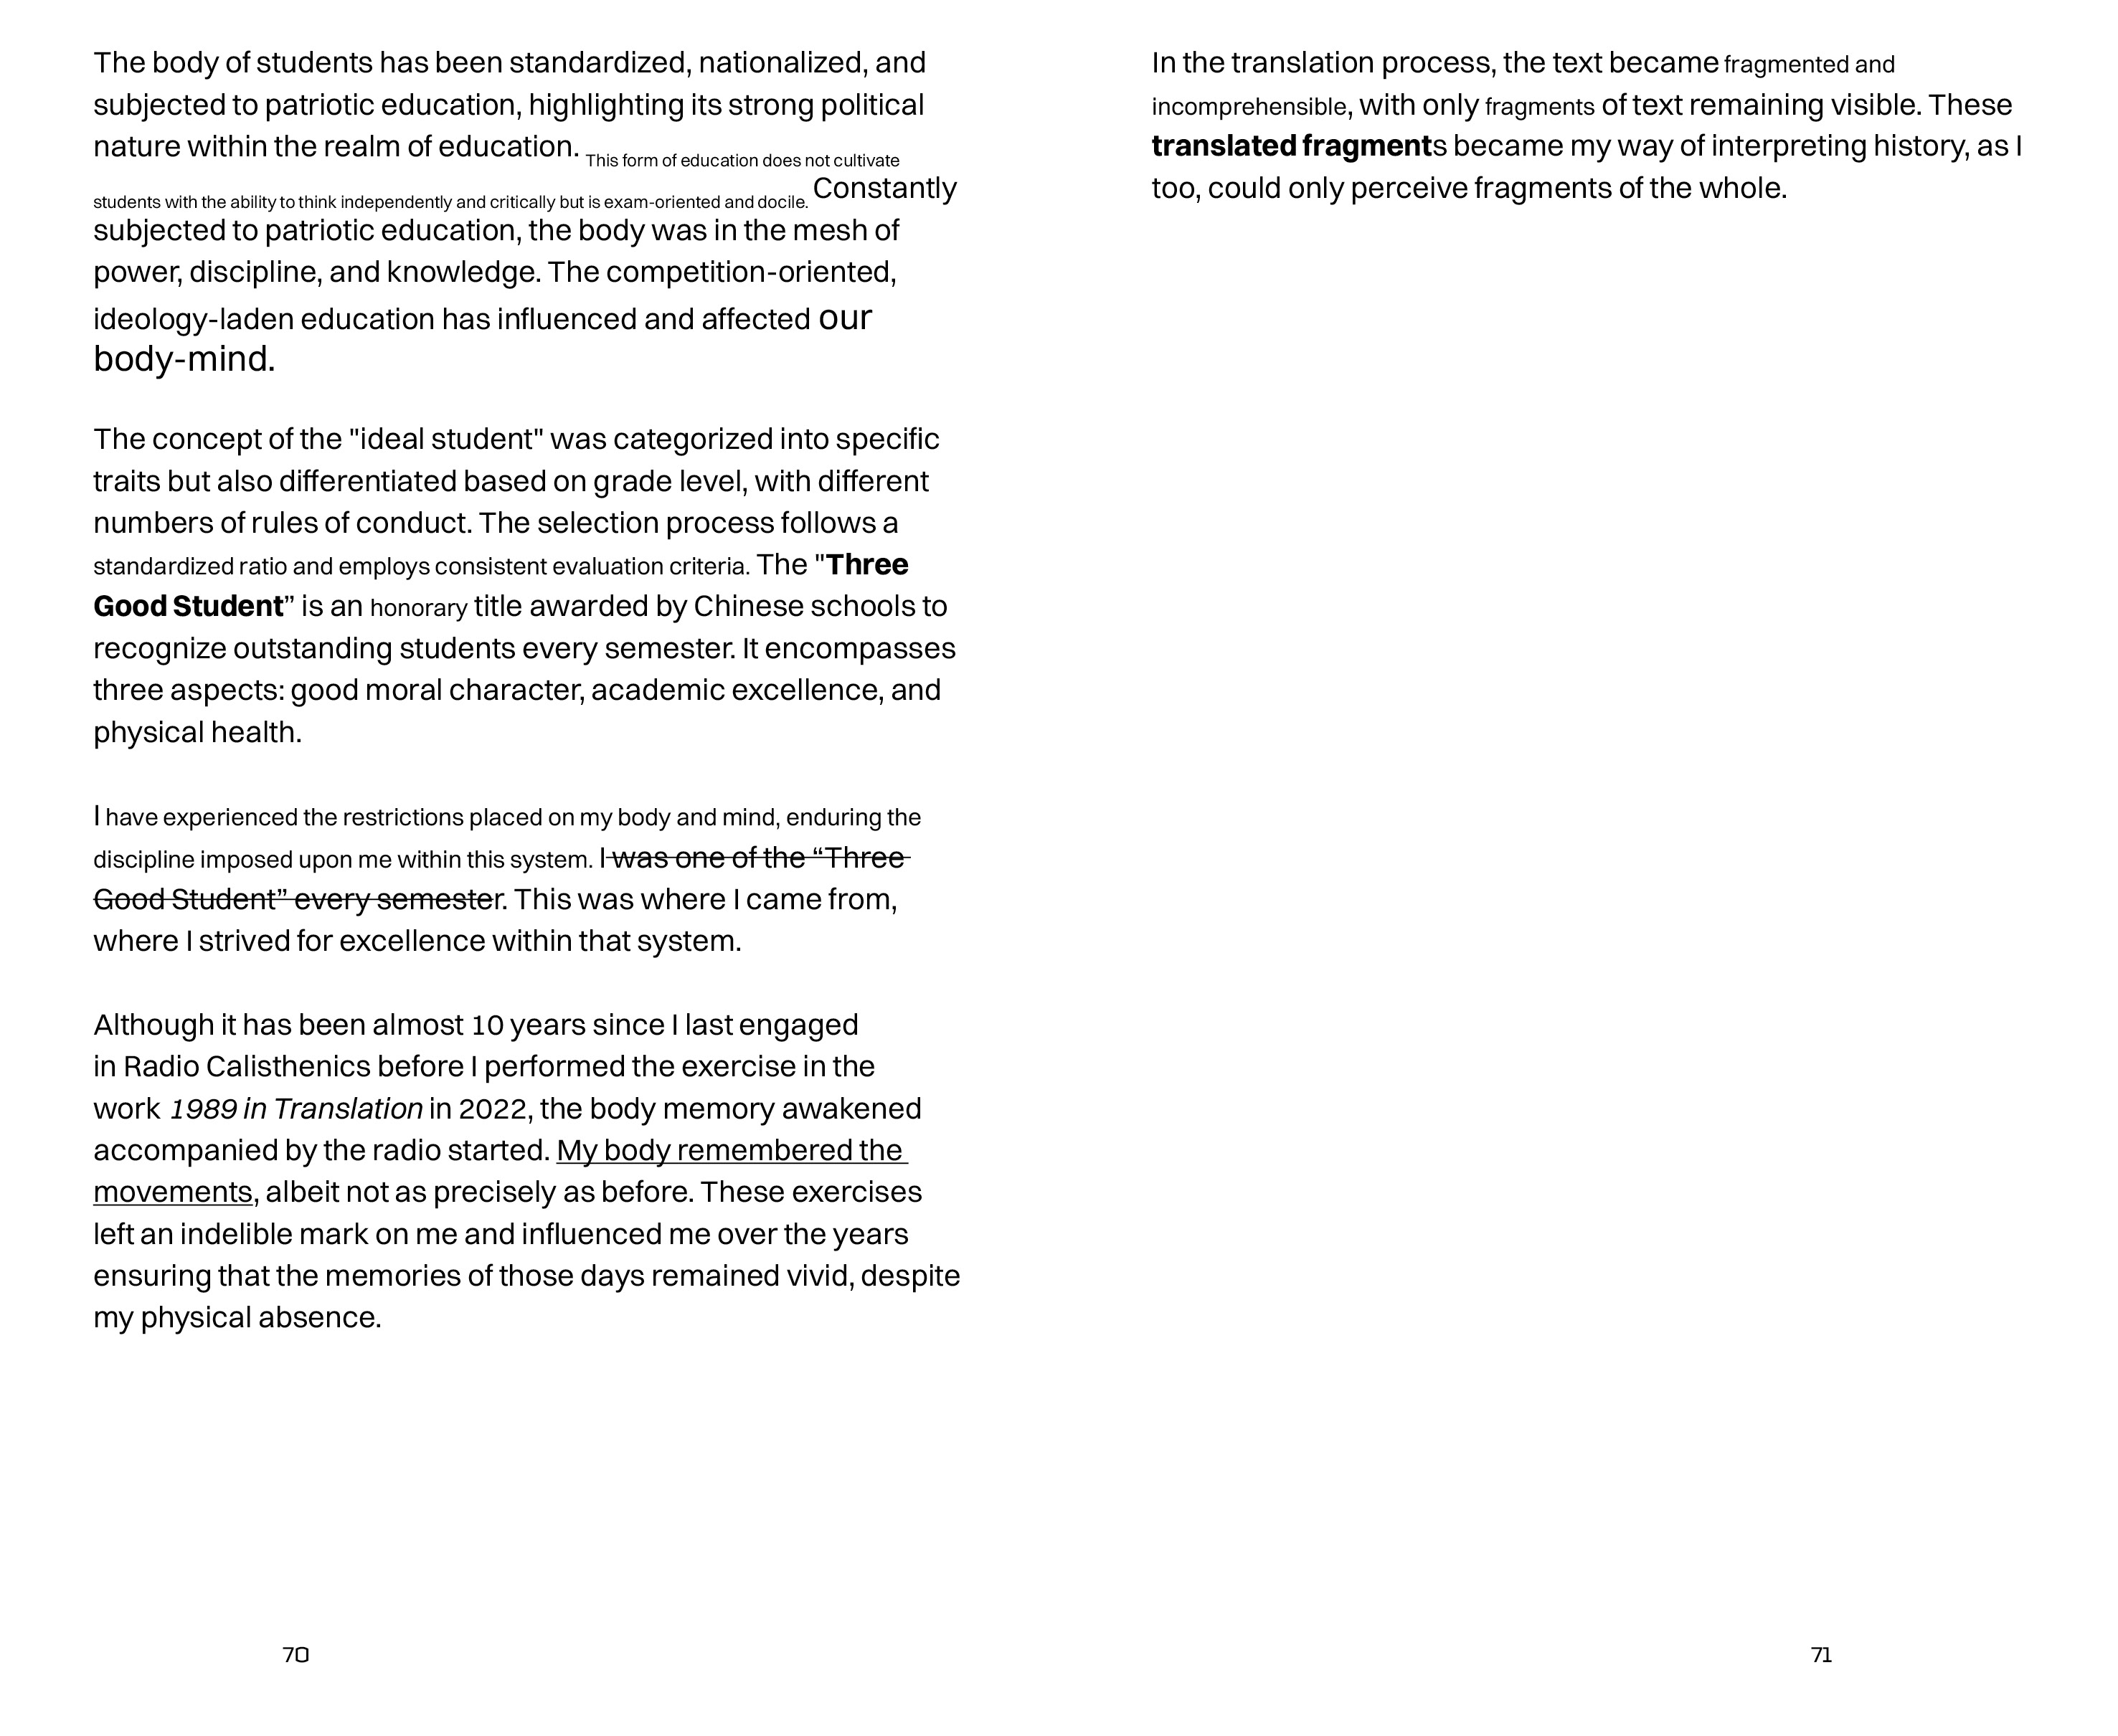 The body of students has been standardized, nationalized, and
subjected to patriotic education, highlighting its strong political
nature within the realm of education. This form of education does not cultivate
students with the ability to think independently and critically but is exam-oriented and docile. Constantly
subjected to patriotic education, the body was in the mesh of
power, discipline, and knowledge. The competition-oriented,
ideology-laden education has influenced and affected our
body-mind.
The concept of the "ideal student" was categorized into specific
traits but also differentiated based on grade level, with different
numbers of rules of conduct. The selection process follows a
standardized ratio and employs consistent evaluation criteria. The "Three
Good Student” is an honorary title awarded by Chinese schools to
recognize outstanding students every semester. It encompasses
three aspects: good moral character, academic excellence, and
physical health.
I have experienced the restrictions placed on my body and mind, enduring the
discipline imposed upon me within this system. I was one of the “Three
Good Student” every semester. This was where I came from,
where I strived for excellence within that system.
Although it has been almost 10 years since I last engaged
in Radio Calisthenics before I performed the exercise in the
work 1989 in Translation in 2022, the body memory awakened
accompanied by the radio started. My body remembered the
movements, albeit not as precisely as before. These exercises
left an indelible mark on me and influenced me over the years
ensuring that the memories of those days remained vivid, despite
my physical absence.
70
In the translation process, the text became fragmented and
incomprehensible, with only fragments of text remaining visible. These
translated fragments became my way of interpreting history, as I
too, could only perceive fragments of the whole.
71